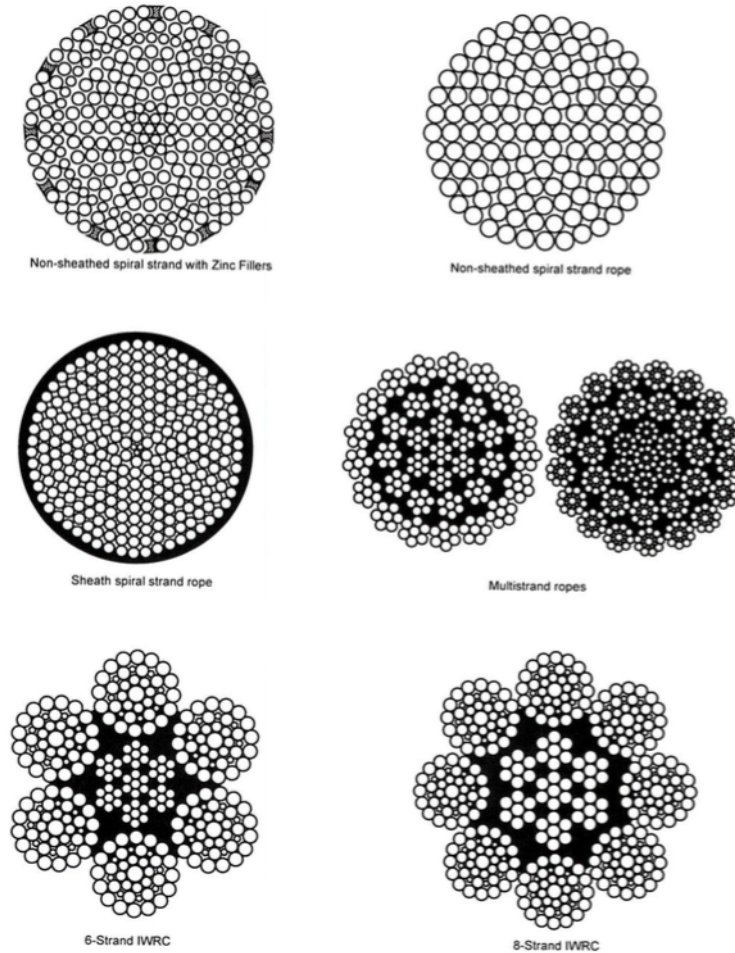 Non-sheathed spiral strand with Zinc Fillers
Non-sheathed spiral strand rope
Sheath spiral strand rope
Multistrand ropes
6-Strand IWRC
8-Strand IWRC